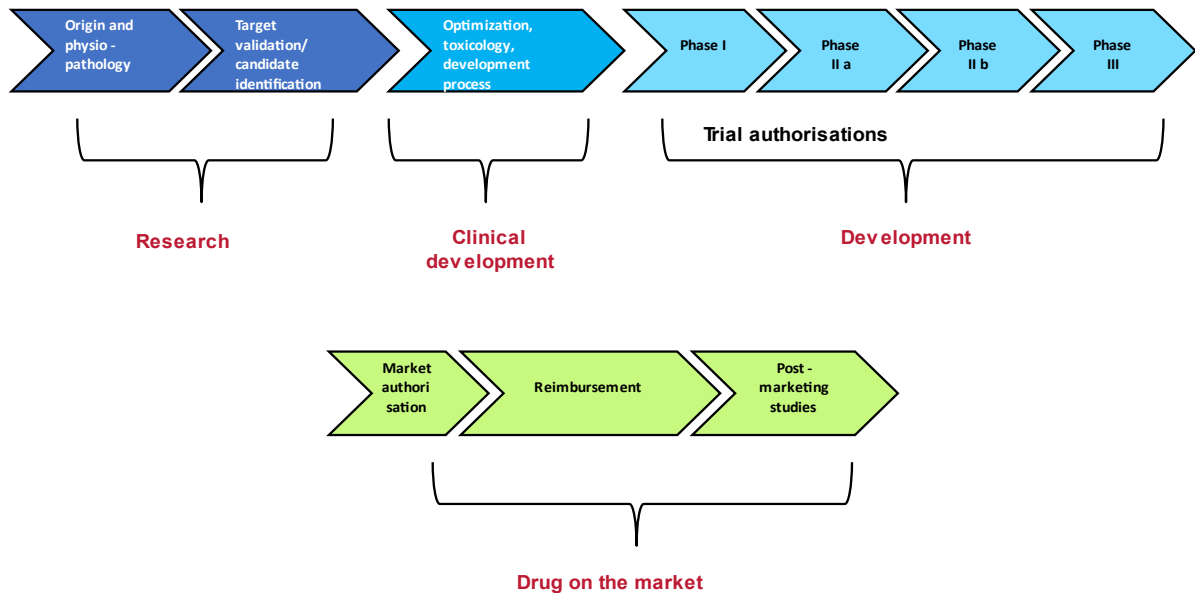 Origin and
physio -
pathology
Target
validation/
candidate
identification
Optimization,
toxicology,
development
process
Phase I
Phase
II a
Phase
II b
Phase
III
Trial authorisations
Research
Clinical
development
Development
Market
authori
sation
Reimbursement
Post -
marketing
studies
Drug on the market